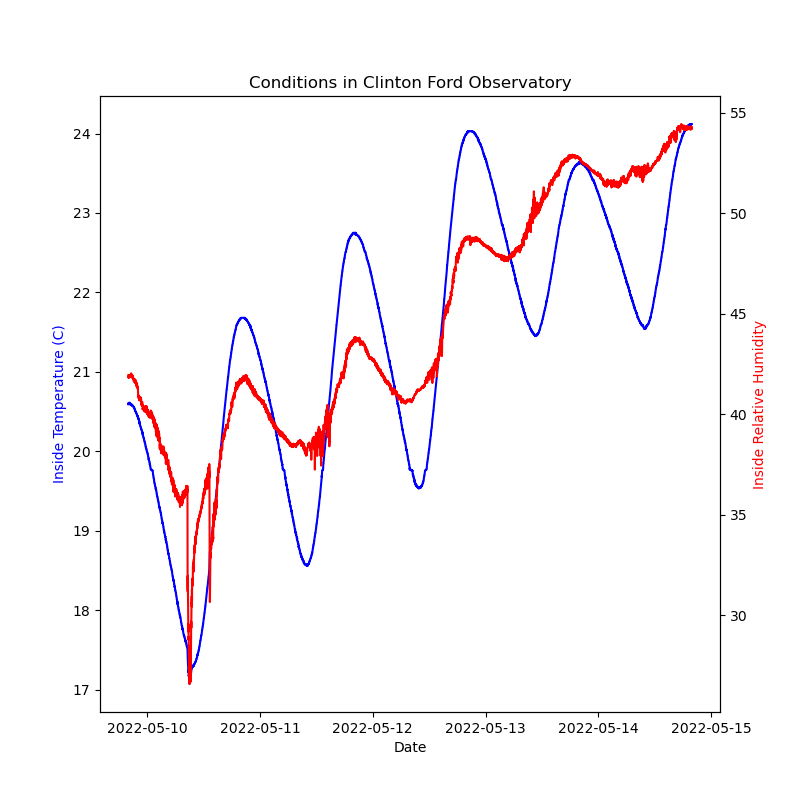 Conditions in Clinton Ford Observatory
24
23
22
21
20
19
18
17
Inside Temperature (C)
55
50
45
40
35
30
Inside Relative Humidity
2022-05-10 2022-05-11 2022-05-12 2022-05-13 2022-05-14 2022-05-15
Date